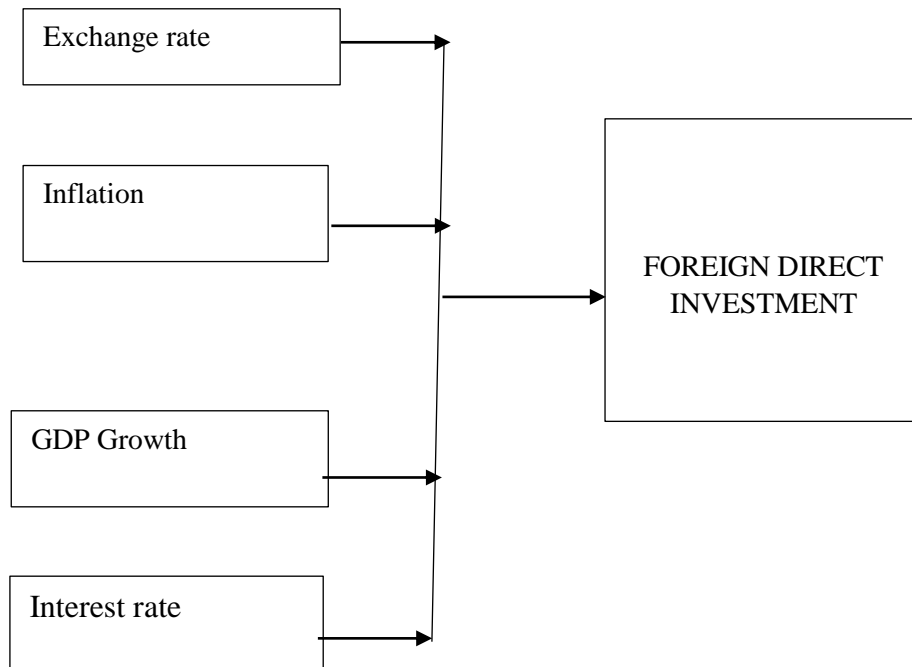 Exchange rate
Inflation
FOREIGN DIRECT
INVESTMENT
GDP Growth
Interest rate